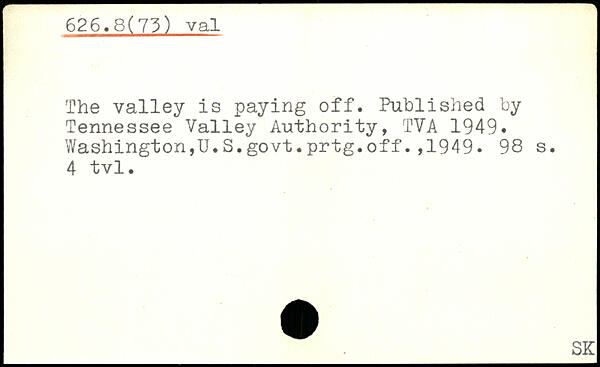 626.8(73) val
The valley is paying off. Published by
Tennessee Valley Authority, TVA 1949.
Washington,U.S.govt.prtg.off.,1949. 98 s.
4 tvl.
SK